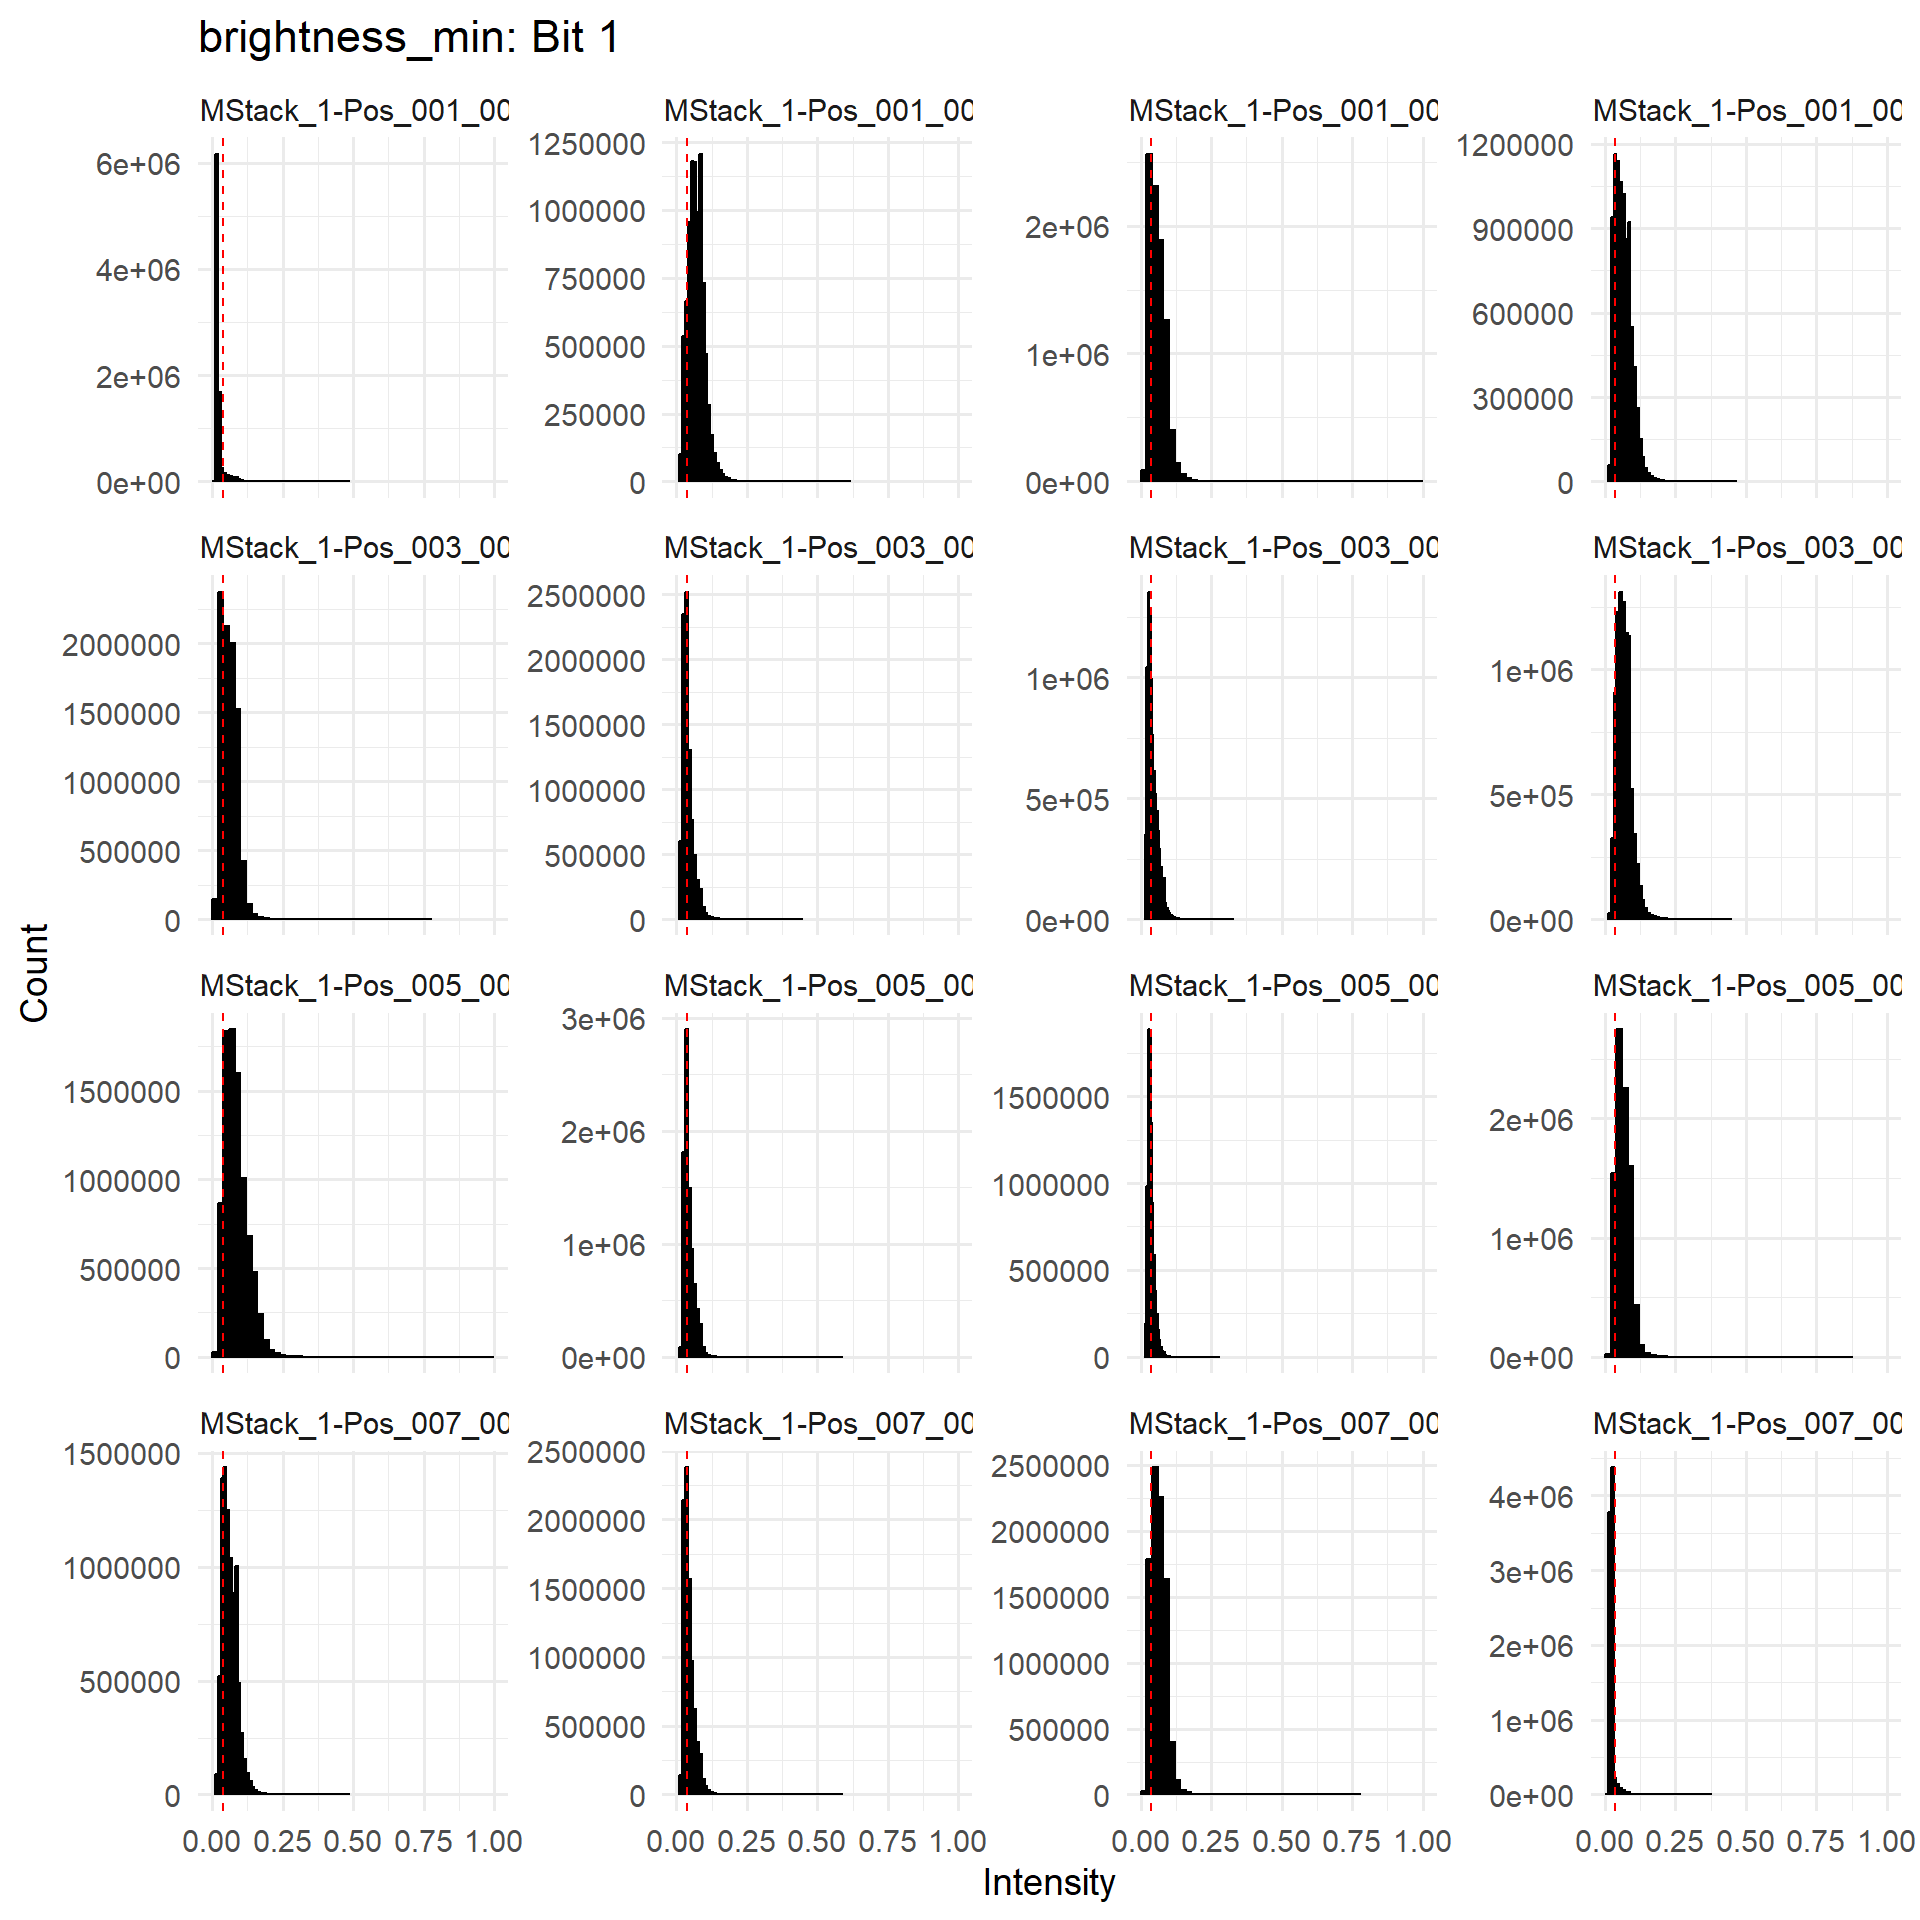 brightness_min: Bit 1
MStack_1-Pos_001_00 MStack_1-Pos_001_00 MStack_1-Pos_001_00 MStack_1-Pos_001_00
6e+06
4e+06
2e+06
0e+00
1250000
1000000
750000
500000
250000
0
2e+06
1e+06
0e+00
1200000
900000
600000
300000
0
MStack_1-Pos_003_00 MStack_1-Pos_003_00 MStack_1-Pos_003_00 MStack_1-Pos_003_00
2000000
1500000
1000000
500000
0
2500000
2000000
1500000
1000000
500000
0
1e+06
5e+05
0e+00
1e+06
5e+05
0e+00
Count
MStack_1-Pos_005_00 MStack_1-Pos_005_00 MStack_1-Pos_005_00 MStack_1-Pos_005_00
1500000
1000000
500000
0
3e+06
2e+06
1e+06
0e+00
1500000
1000000
500000
0
2e+06
1e+06
0e+00
MStack_1-Pos_007_00 MStack_1-Pos_007_00 MStack_1-Pos_007_00 MStack_1-Pos_007_00
1500000
1000000
500000
0
2500000
2000000
1500000
1000000
500000
0
2500000
2000000
1500000
1000000
500000
0
4e+06
3e+06
2e+06
1e+06
0e+00
0.00 0.25 0.50 0.75 1.00 0.00 0.25 0.50 0.75 1.00 0.00 0.25 0.50 0.75 1.00 0.00 0.25 0.50 0.75 1.00
Intensity